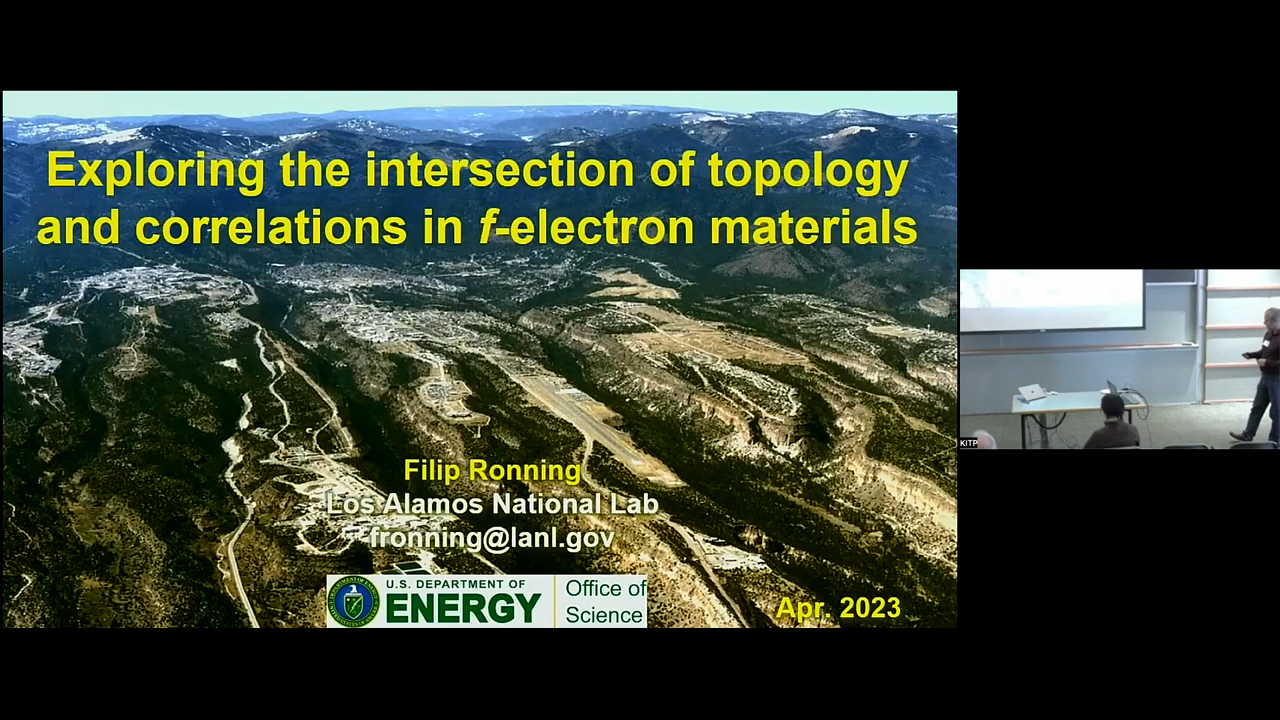 Exploring the intersection of topology
and correlations in f-electron materials
Filip Ronning
Los Alamos National Lab
fronning@lanl.gov
U.S. DEPARTMENT OF
ENERGY
Office of
Science
Apr. 2023
KITP